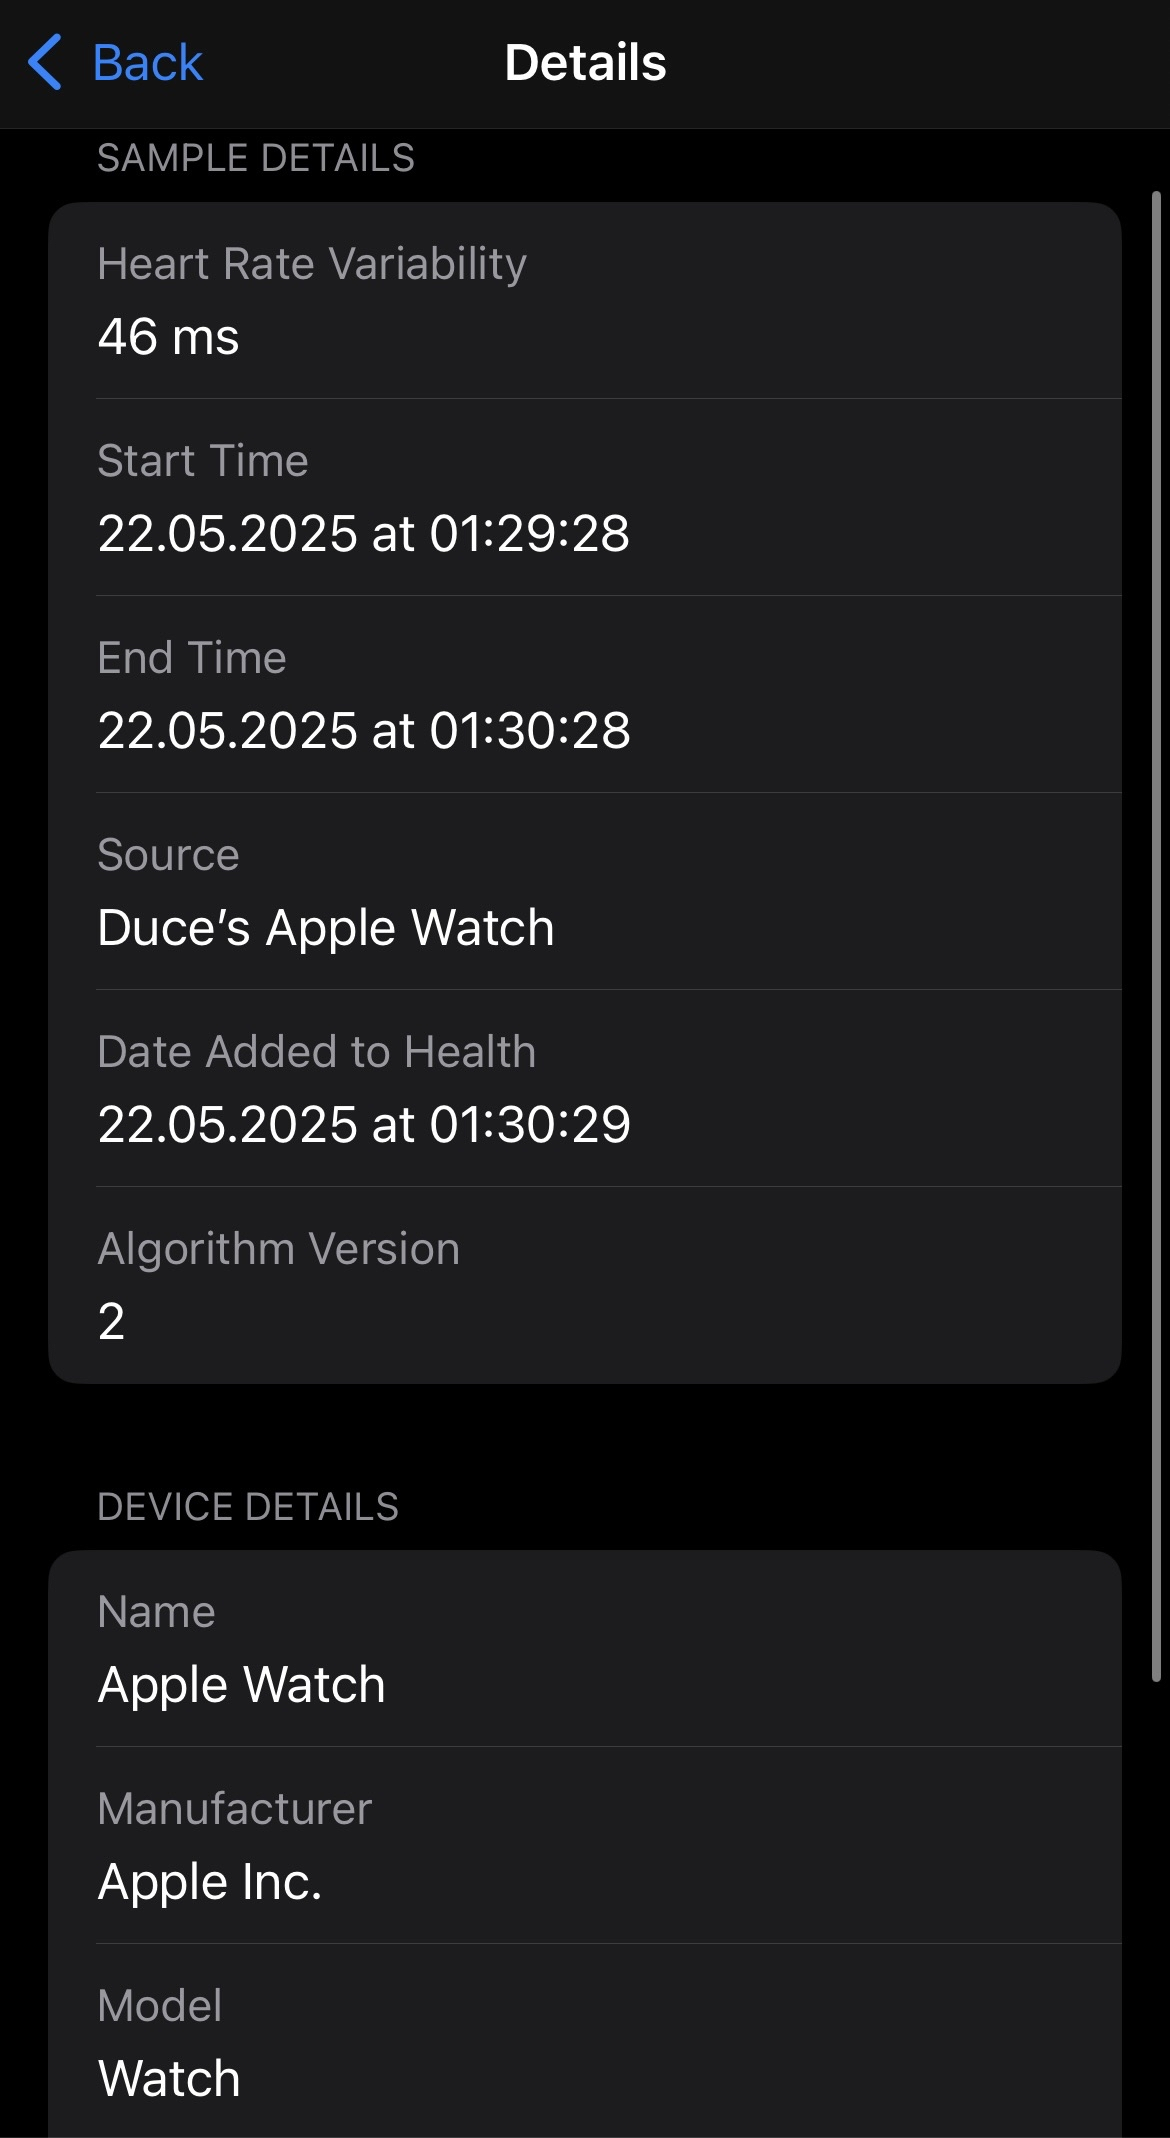 Back
Details
SAMPLE DETAILS
Heart Rate Variability
46 ms
Start Time
22.05.2025 at 01:29:28
End Time
22.05.2025 at 01:30:28
Source
Duce’s Apple Watch
Date Added to Health
22.05.2025 at 01:30:29
Algorithm Version
2
DEVICE DETAILS
Name
Apple Watch
Manufacturer
Apple Inc.
Model
Watch